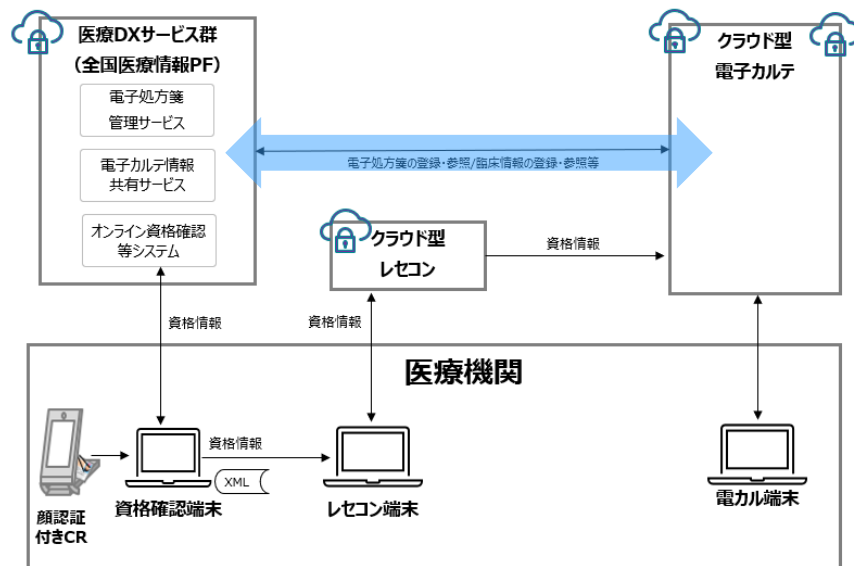 医療DXサービス群
（全国医療情報PF）
電子処方箋
管理サービス
電子カルテ情報
共有サービス
オンライン資格確認
等システム
クラウド型
電子カルテ
電子処方箋の登録・参照/臨床情報の登録・参照等
クラウド型
レセコン
資格情報
資格情報
資格情報
医療機関
資格情報
XML
顔認証
付きCR
資格確認端末
レセコン端末
電カル端末